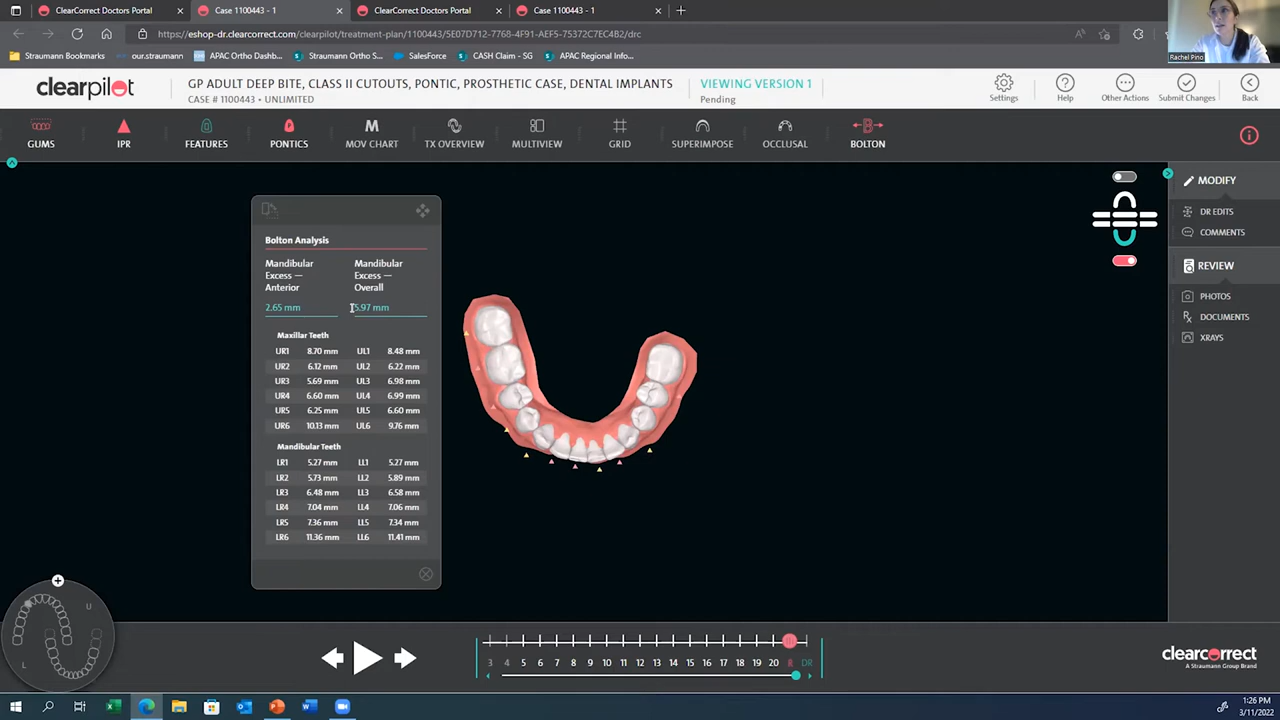 ClearCorrect Doctors Portal
Case 1100443 - 1
ClearCorrect Doctors Portal
Case 1100443 - 1
https://eshop-dr.clearcorrect.com/clearpilot/treatment-plan/1100443/5E07D712-7768-4F91-AEF5-75372C7EC4B2/drc
Straumann Bookmarks
our.straumann
APAC Ortho Dashb...
Straumann Ortho S...
SalesForce
CASH Claim - SG
APAC Regional Info...
Rachel Pino
clearpilot
GP ADULT DEEP BITE, CLASS II CUTOUTS, PONTIC, PROSTHETIC CASE, DENTAL IMPLANTS
CASE # 1100443 • UNLIMITED
VIEWING VERSION 1
Pending
Settings
Help
Other Actions
Submit Changes
Back
GUMS
IPR
FEATURES
PONTICS
M
MOV CHART
TX OVERVIEW
MULTIVIEW
GRID
SUPERIMPOSE
OCCLUSAL
BOLTON
MODIFY
DR EDITS
COMMENTS
REVIEW
PHOTOS
DOCUMENTS
XRAYS
Bolton Analysis
Mandibular Excess — Anterior
Mandibular Excess — Overall
2.65 mm
5.97 mm
Maxillar Teeth
UR1 8.70 mm UL1 8.48 mm
UR2 6.12 mm UL2 6.22 mm
UR3 5.69 mm UL3 6.98 mm
UR4 6.60 mm UL4 6.99 mm
UR5 6.25 mm UL5 6.60 mm
UR6 10.13 mm UL6 9.76 mm
Mandibular Teeth
LR1 5.27 mm LL1 5.27 mm
LR2 5.73 mm LL2 5.89 mm
LR3 6.48 mm LL3 6.58 mm
LR4 7.04 mm LL4 7.06 mm
LR5 7.36 mm LL5 7.34 mm
LR6 11.36 mm LL6 11.41 mm
U
L
3 4 5 6 7 8 9 10 11 12 13 14 15 16 17 18 19 20 R DR
clearcorrect
A Straumann Group Brand
1:26 PM
3/11/2022